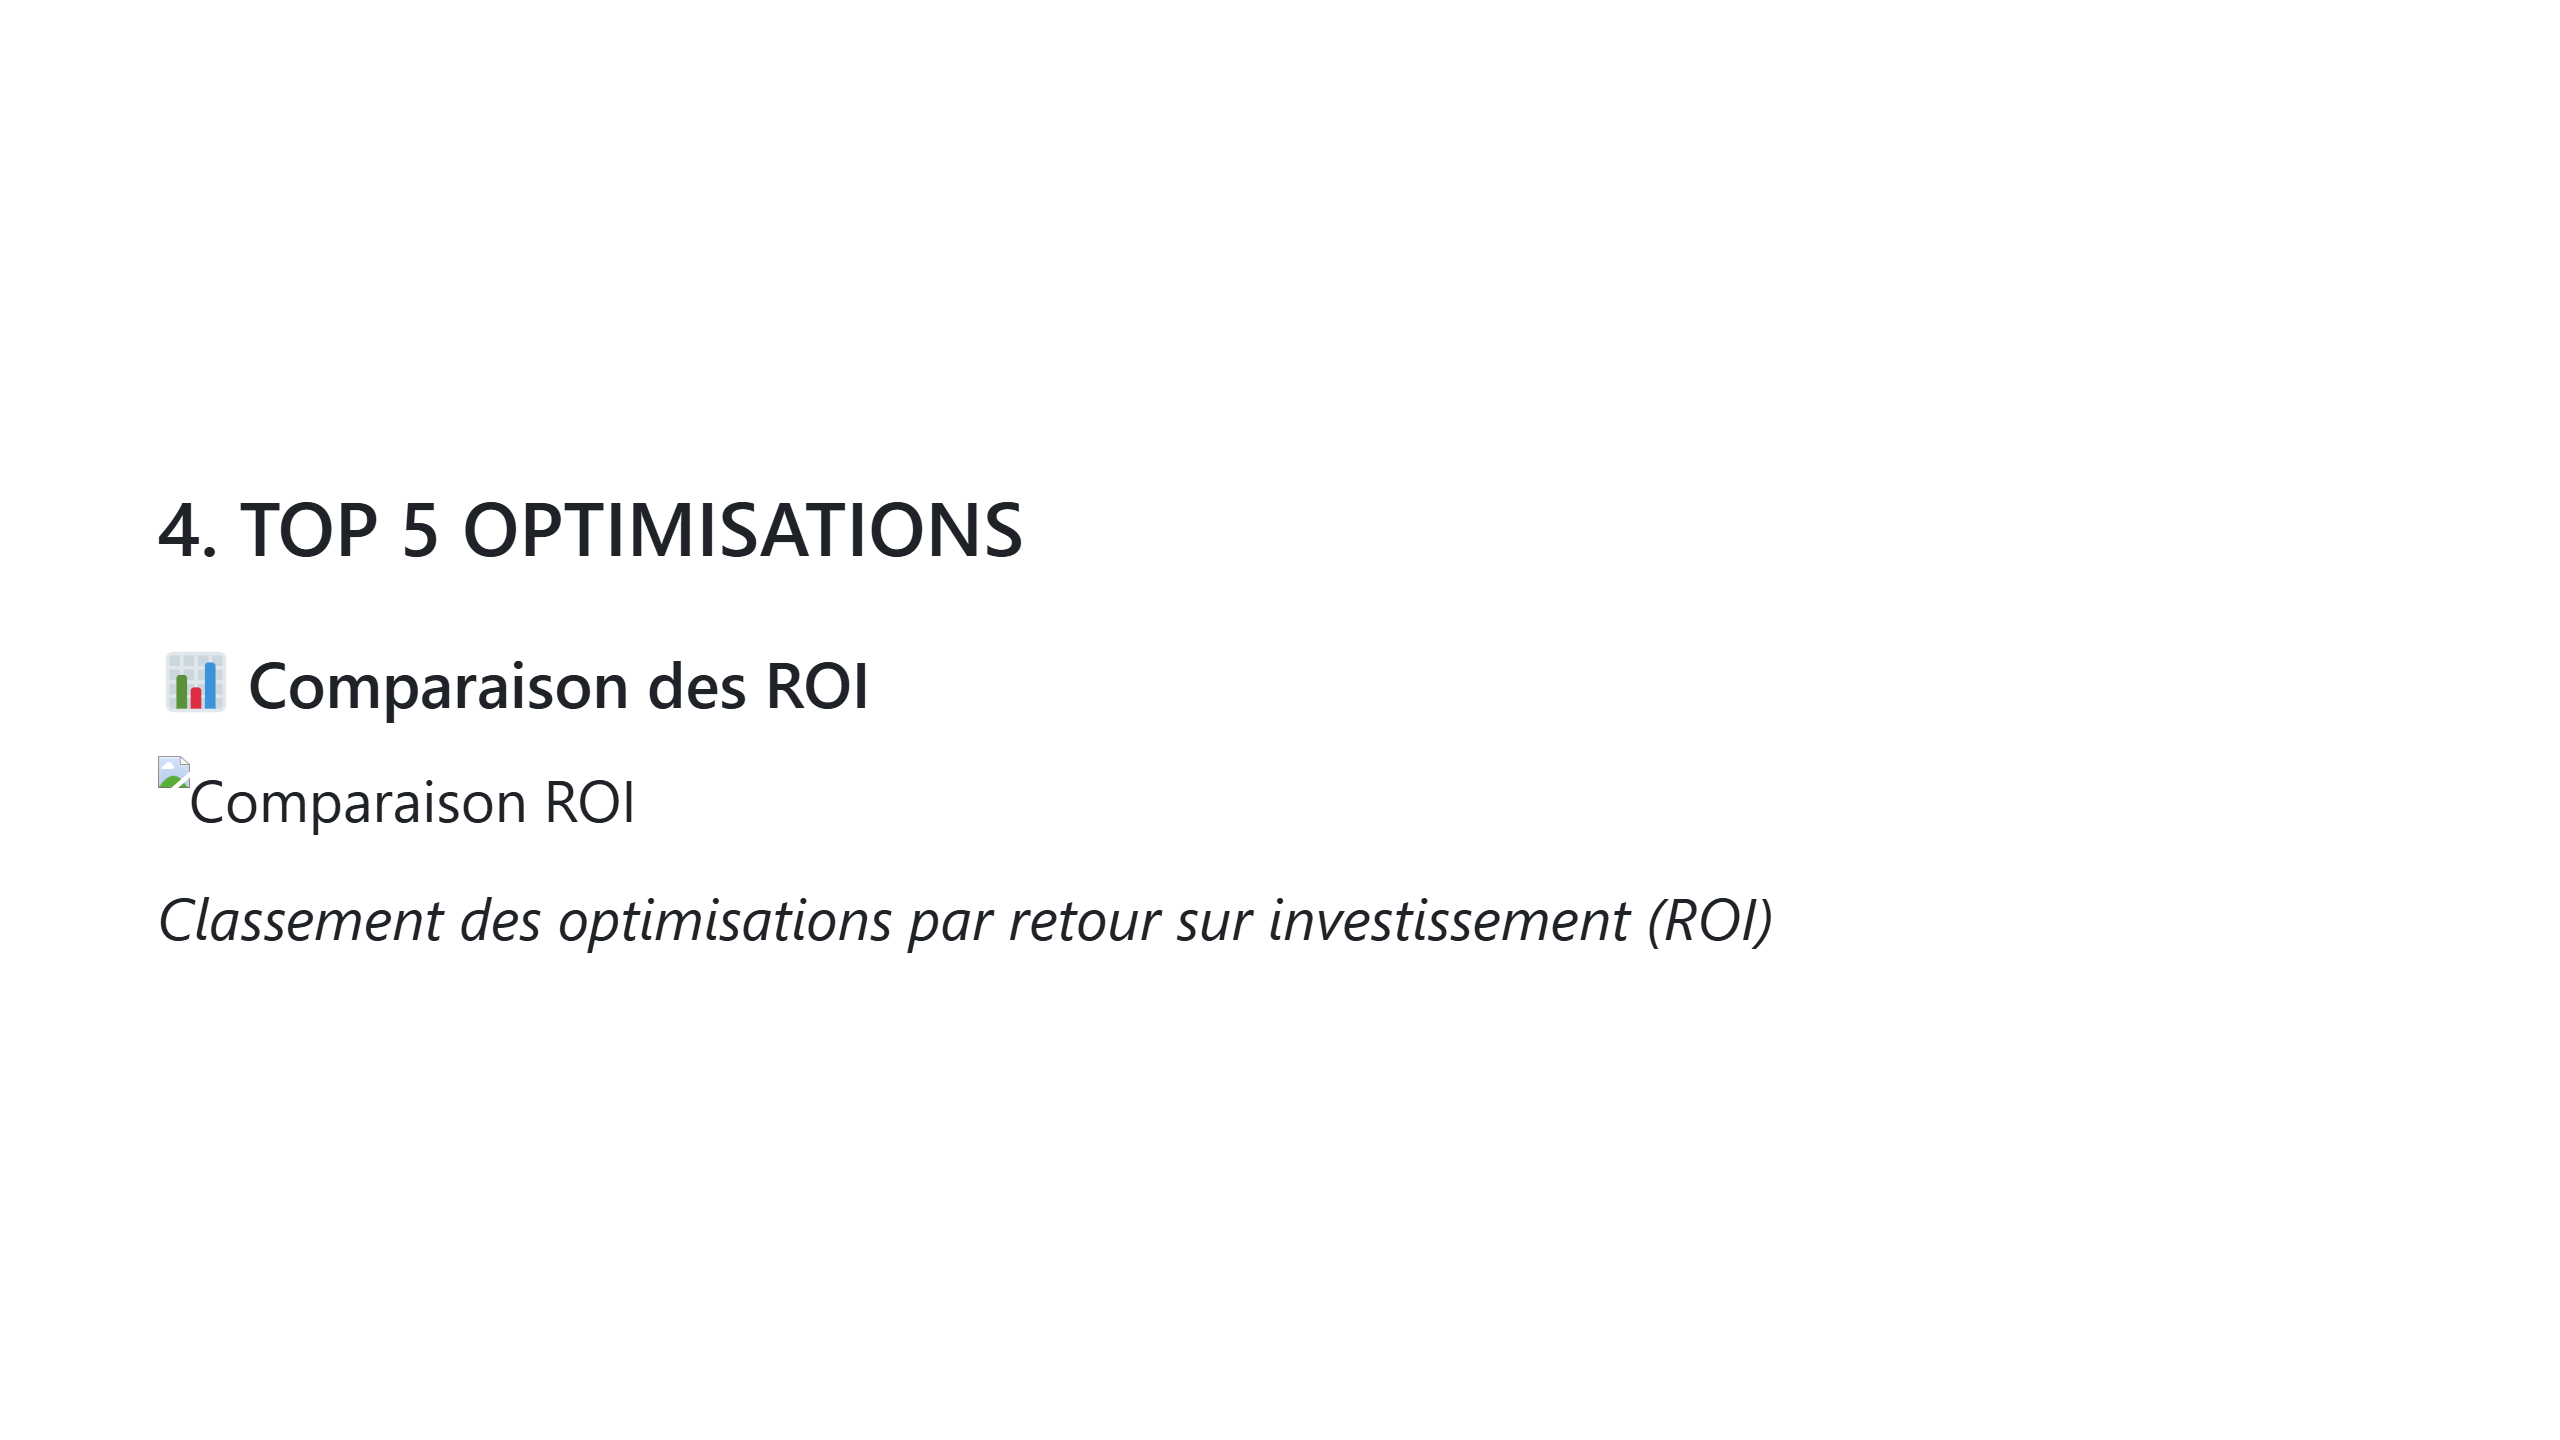 4. TOP 5 OPTIMISATIONS
Comparaison des ROI
Comparaison ROI
Classement des optimisations par retour sur investissement (ROI)